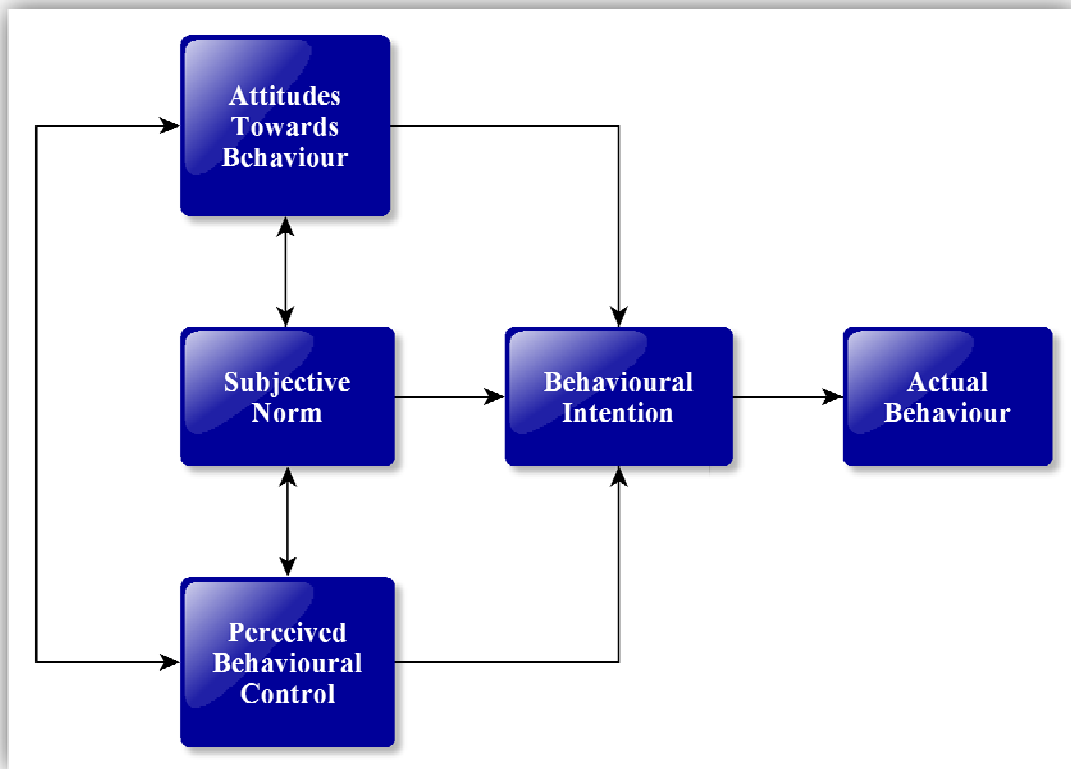 Attitudes
Towards
Behaviour
Subjective
Norm
Behavioural
Intention
Actual
Behaviour
Perceived
Behavioural
Control